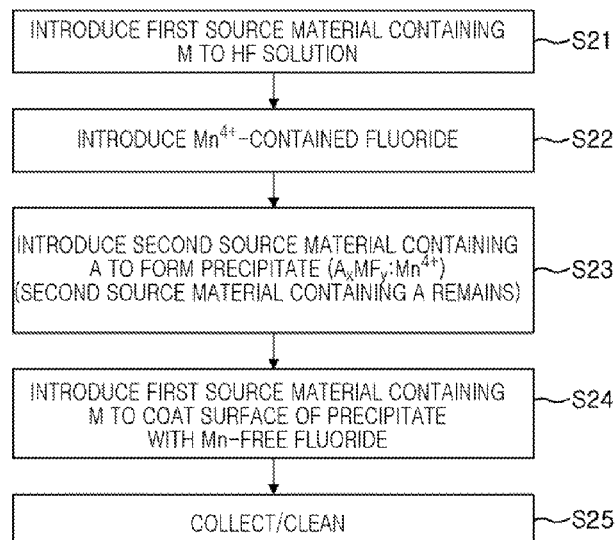 INTRODUCE FIRST SOURCE MATERIAL CONTAINING
M TO HF SOLUTION
S21
INTRODUCE Mn⁴⁺-CONTAINED FLUORIDE
S22
INTRODUCE SECOND SOURCE MATERIAL CONTAINING
A TO FORM PRECIPITATE (AₓMFᵧ:Mn⁴⁺)
(SECOND SOURCE MATERIAL CONTAINING A REMAINS)
S23
INTRODUCE FIRST SOURCE MATERIAL CONTAINING
M TO COAT SURFACE OF PRECIPITATE
WITH Mn-FREE FLUORIDE
S24
COLLECT/CLEAN
S25